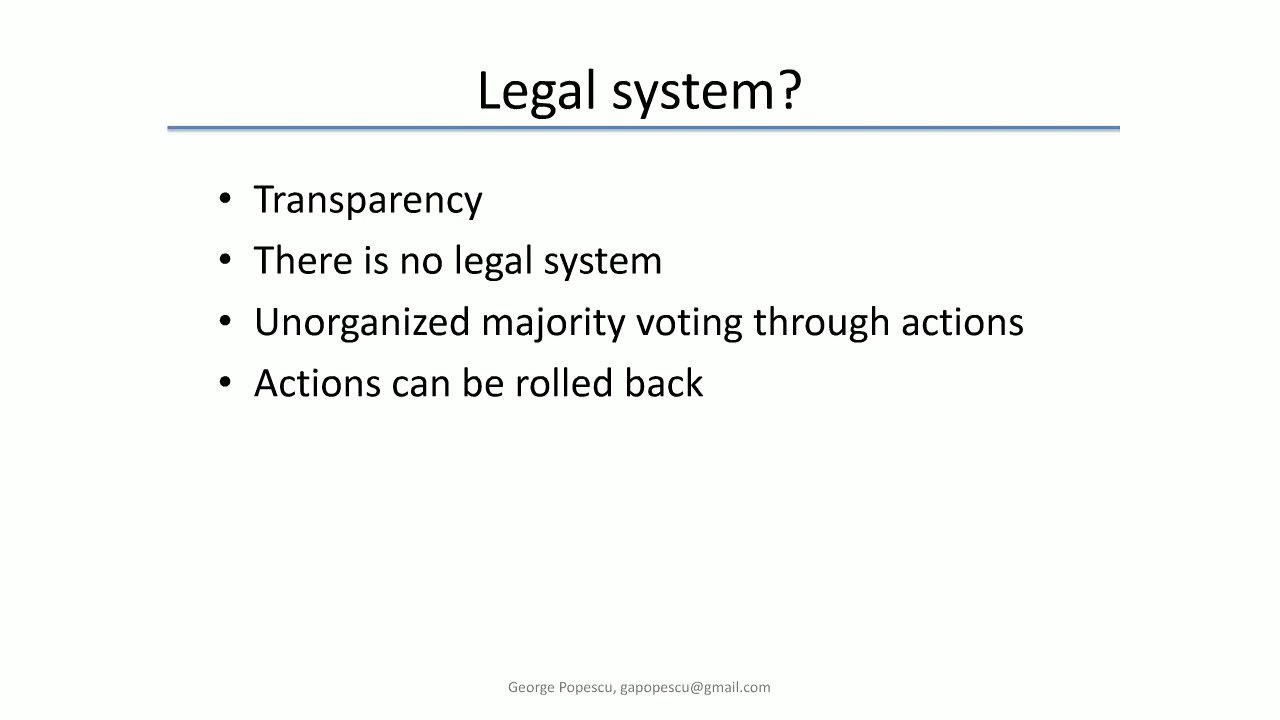 Legal system?
• Transparency
• There is no legal system
• Unorganized majority voting through actions
• Actions can be rolled back
George Popescu, gapopescu@gmail.com